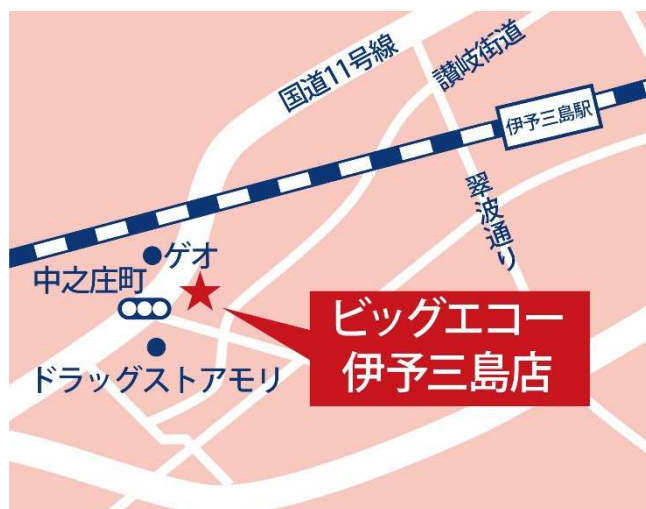 国道11号線
讃岐街道
伊予三島駅
翠波通り
ゲオ
中之庄町
ビッグエコー
伊予三島店
ドラッグストアモリ